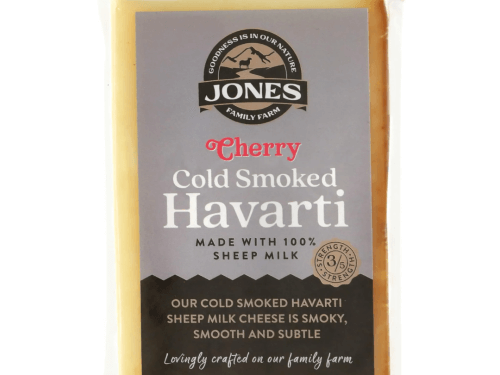 GOODNESS IS IN OUR NATURE
JONES
FAMILY FARM
Cherry
Cold Smoked
Havarti
MADE WITH 100%
SHEEP MILK
STRENGTH • STRENGTH •
3/5
OUR COLD SMOKED HAVARTI
SHEEP MILK CHEESE IS SMOKY,
SMOOTH AND SUBTLE
Lovingly crafted on our family farm